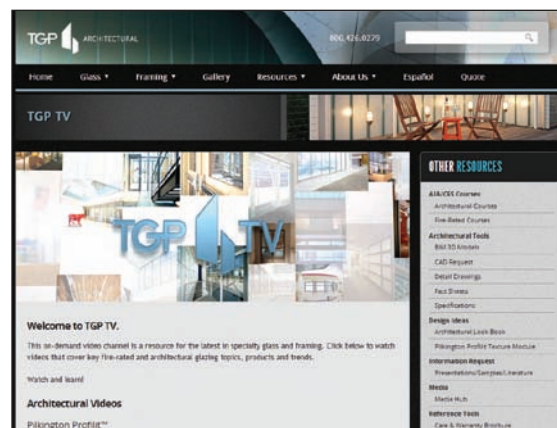 TGP ARCHITECTURAL
800.426.0279
Home Glass ▼ Framing ▼ Gallery Resources ▼ About Us ▼ Español Quote
TGP TV
TGP TV
Welcome to TGP TV.
This on-demand video channel is a resource for the latest in specialty glass and framing. Click below to watch
videos that cover key fire-rated and architectural glazing topics, products and trends.
Watch and learn!
Architectural Videos
Pilkington Profilit™
OTHER RESOURCES
AIA/CES Courses
Architectural Courses
Fire-Rated Courses
Architectural Tools
BIM 3D Models
CAD Request
Detail Drawings
Fact Sheets
Specifications
Design Ideas
Architectural Look Book
Pilkington Profilit Texture Module
Information Request
Presentations/Samples/Literature
Media
Media Hub
Reference Tools
Care & Warranty Brochure